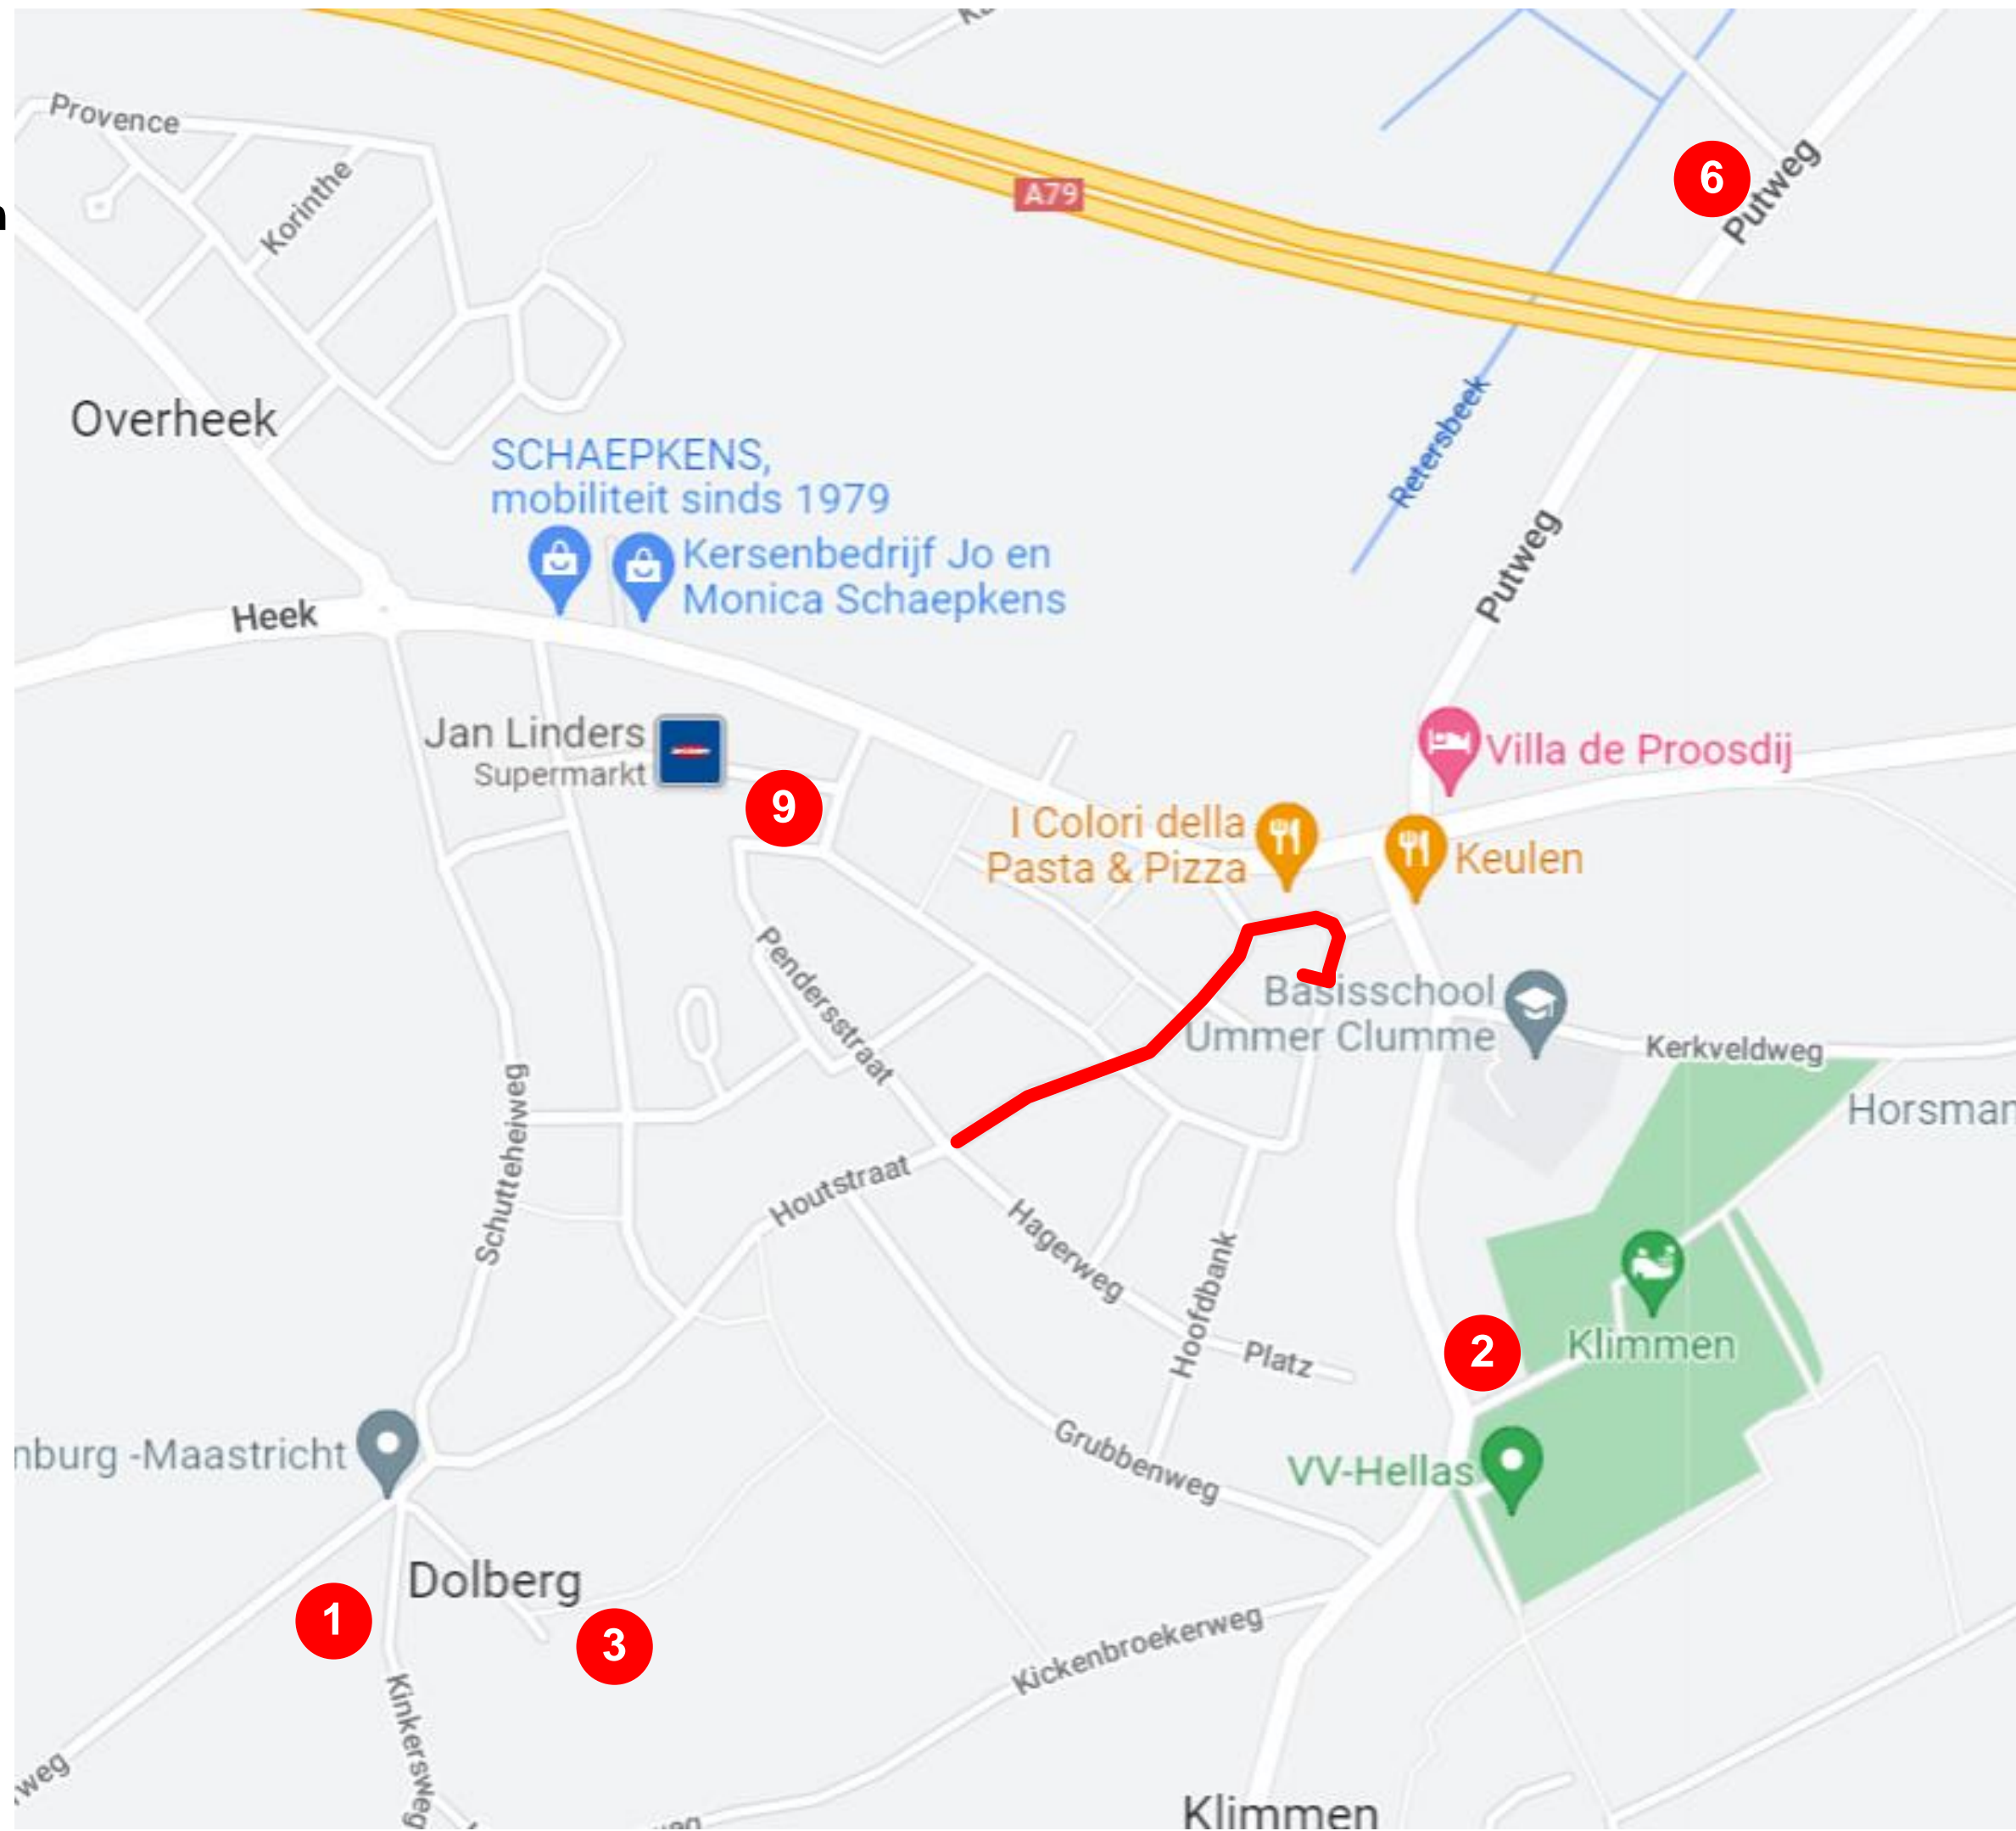 Provence
Korinthe
A79
6
Putweg
Overheek
SCHAEPKENS,
mobiliteit sinds 1979
Kersenbedrijf Jo en
Monica Schaepkens
Retersbeek
Putweg
Heek
Jan Linders
Supermarkt
9
Villa de Proosdij
I Colori della
Pasta & Pizza
Keulen
Pendersstraat
Basisschool
Ummer Clumme
Kerkveldweg
Horsman
Schutteheiweg
Houtstraat
Hagerweg
Hoofdbank
Platz
2
Klimmen
Grubbenweg
VV-Hellas
nburg -Maastricht
Dolberg
1
3
Kickenbroekerweg
Kinkersweg
rweg
Klimmen